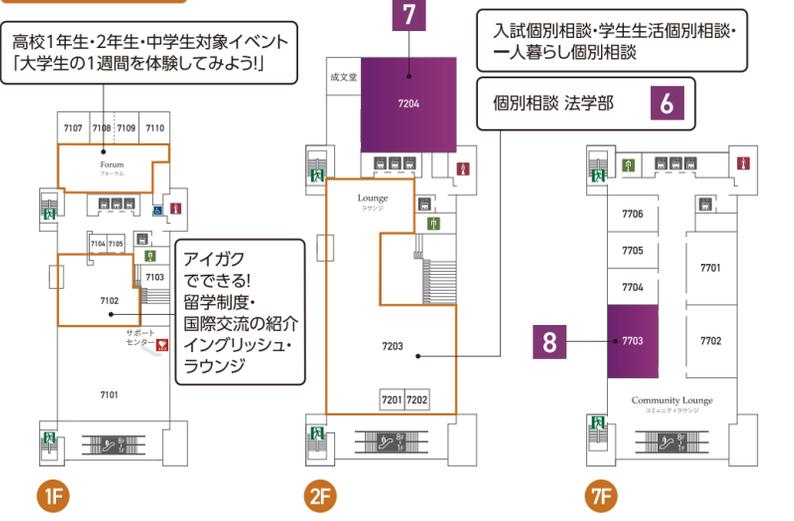 高校1年生・2年生・中学生対象イベント
「大学生の1週間を体験してみよう!」
7107
7108
7109
7110
Forum
フォーラム
7104
7105
7103
7102
アイガク
でできる!
留学制度・
国際交流の紹介
イングリッシュ・
ラウンジ
サポート
センター
AED
7101
8F
1F
1F
7
入試個別相談・学生生活個別相談・
一人暮らし個別相談
個別相談 法学部
6
成文堂
7204
Lounge
ラウンジ
7203
7201
7202
8F
1F
2F
7706
7705
7704
7701
8
7703
7702
Community Lounge
コミュニティラウンジ
8F
1F
7F